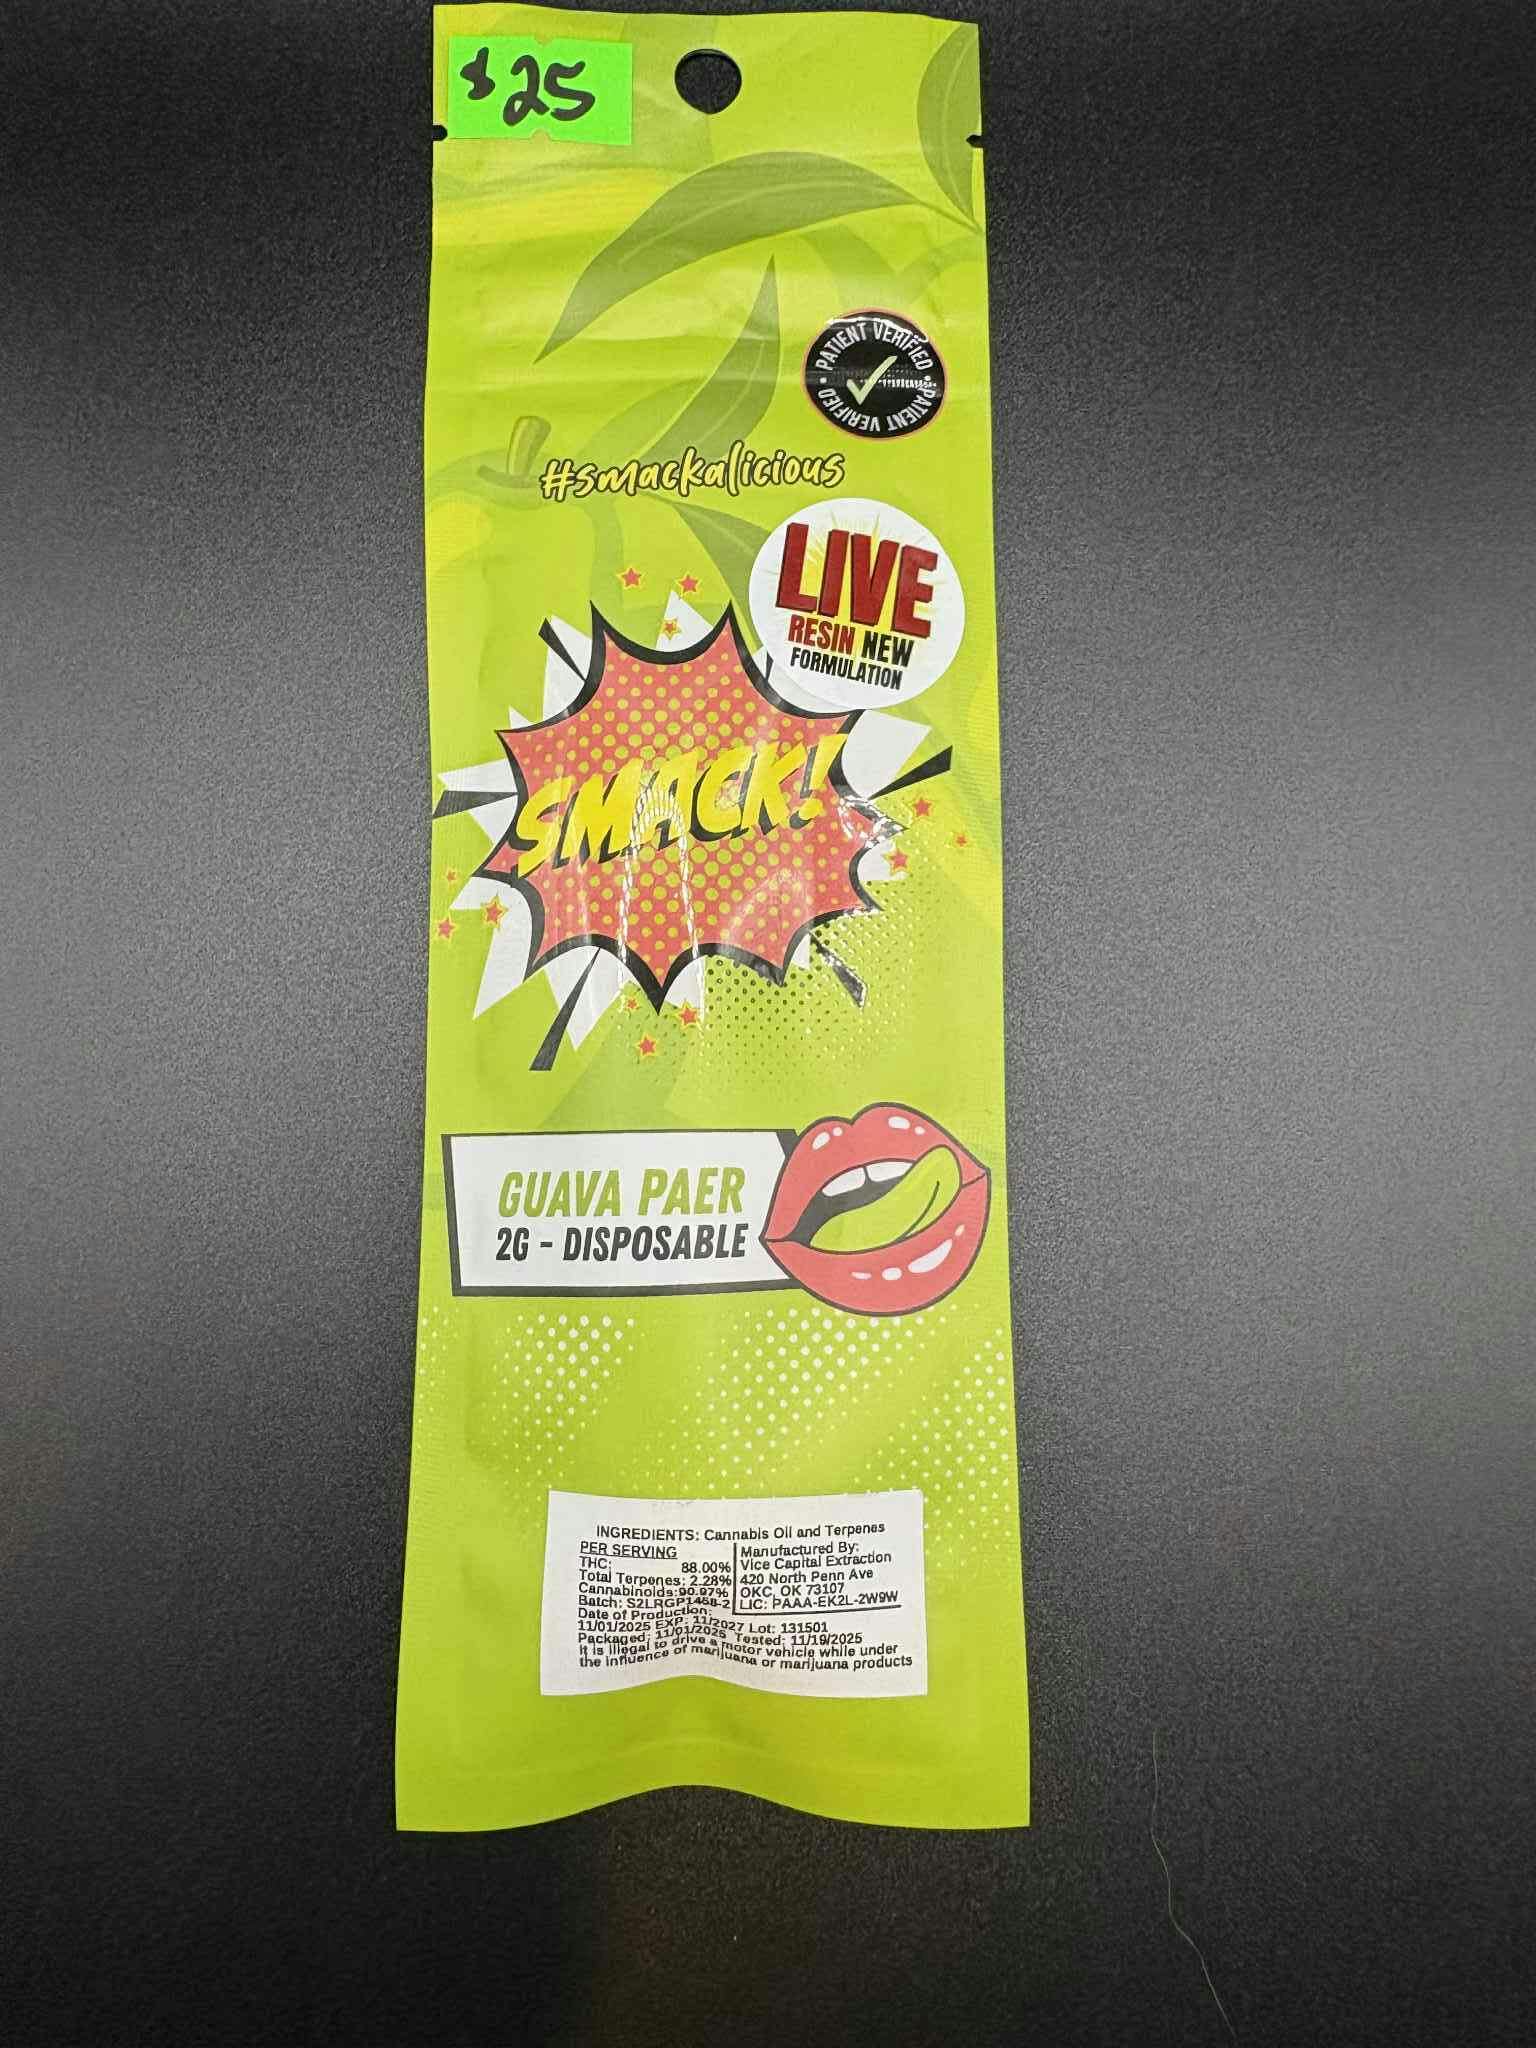 $25
PATIENT VERIFIED • PATIENT VERIFIED •
#smackalicious
LIVE
RESIN NEW
FORMULATION
SMACK!
GUAVA PAER
2G - DISPOSABLE
INGREDIENTS: Cannabis Oil and Terpenes
PER SERVING
THC: 88.00%
Total Terpenes: 2.28%
Cannabinoids: 90.97%
Batch: S2LRGP1458-2
Manufactured By:
Vice Capital Extraction
420 North Penn Ave
OKC, OK 73107
LIC: PAAA-EK2L-2W9W
Date of Production:
11/01/2025 EXP: 11/2027 Lot: 131501
Packaged: 11/01/2025 Tested: 11/19/2025
It is illegal to drive a motor vehicle while under
the influence of marijuana or marijuana products